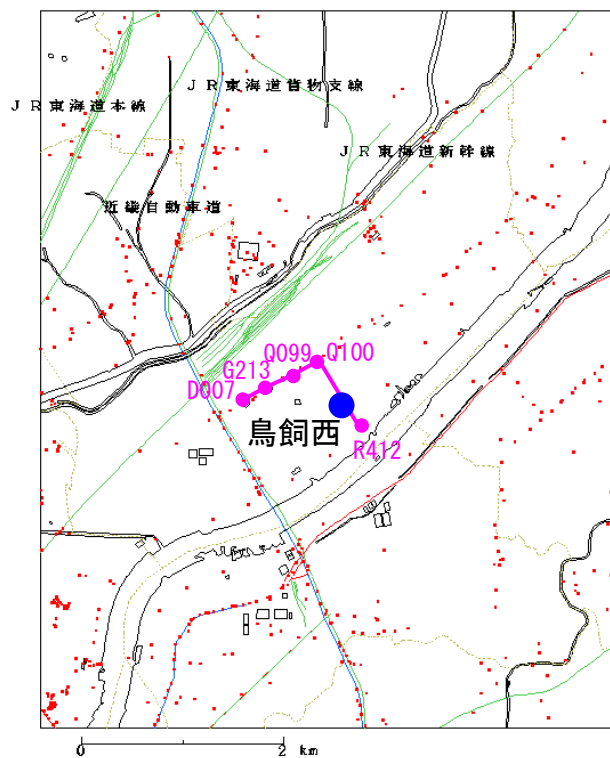 JR東海道貨物支線
JR東海道本線
JR東海道新幹線
近畿自動車道
Q099
Q100
G213
D007
鳥飼西
R412
0
2
km